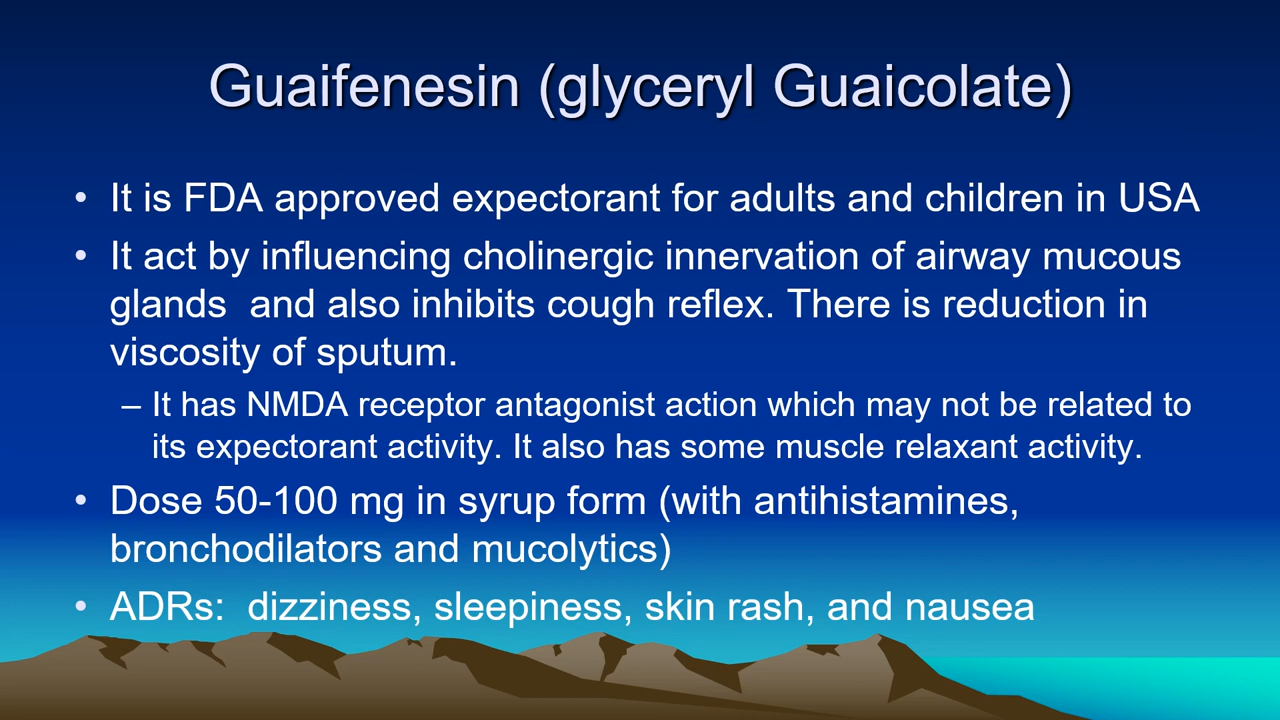 Guaifenesin (glyceryl Guaicolate)
• It is FDA approved expectorant for adults and children in USA
• It act by influencing cholinergic innervation of airway mucous
glands  and also inhibits cough reflex. There is reduction in
viscosity of sputum.
– It has NMDA receptor antagonist action which may not be related to
its expectorant activity. It also has some muscle relaxant activity.
• Dose 50-100 mg in syrup form (with antihistamines,
bronchodilators and mucolytics)
• ADRs:  dizziness, sleepiness, skin rash, and nausea